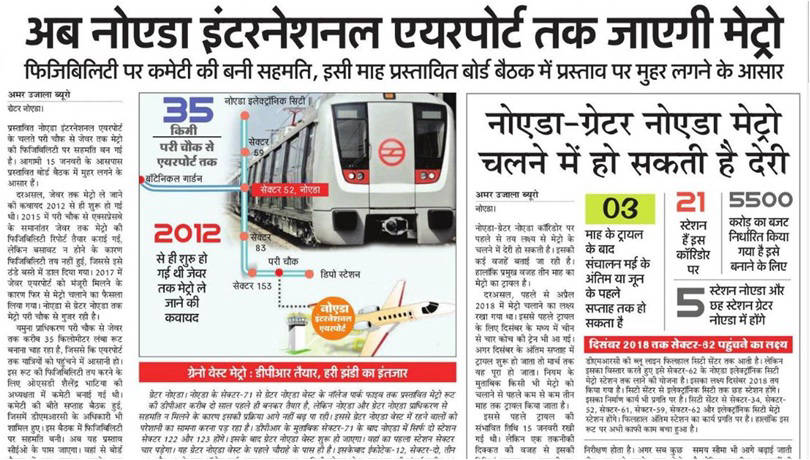 अब नोएडा इंटरनेशनल एयरपोर्ट तक जाएगी मेट्रो
फिजिबिलिटी पर कमेटी की बनी सहमति, इसी माह प्रस्तावित बोर्ड बैठक में प्रस्ताव पर मुहर लगने के आसार
अमर उजाला ब्यूरो
ग्रेटर नोएडा।
प्रस्तावित नोएडा इंटरनेशनल एयरपोर्ट
के चलते परी चौक से जेवर तक मेट्रो
की फिजिबिलिटी पर सहमति बन गई
है। आगामी 15 जनवरी के आसपास
प्रस्तावित बोर्ड बैठक में मुहर लगने के
आसार हैं।
दरअसल, जेवर तक मेट्रो ले जाने
की कवायद 2012 से ही शुरू हो गई
थी। 2015 में परी चौक से एक्सप्रेसवे
के समानांतर जेवर तक मेट्रो की
फिजिबिलिटी रिपोर्ट तैयार कराई गई,
लेकिन बसावट न होने के कारण
फिजिबिलिटी तय नहीं हुई, जिससे इसे
ठंडे बस्ते में डाल दिया गया। 2017 में
जेवर एयरपोर्ट को मंजूरी मिलने के
कारण फिर से मेट्रो चलाने का फैसला
लिया गया। नोएडा से ग्रेटर नोएडा तक
मेट्रो परी चौक से गुजर रही है।
यमुना प्राधिकरण परी चौक से जेवर
तक करीब 35 किलोमीटर लंबा रूट
बनाना चाह रहा है, जिससे कि एयरपोर्ट
तक यात्रियों को पहुंचने में आसानी हो।
इस रूट की फिजिबिलिटी तय करने के
लिए ओएसडी शैलेंद्र भाटिया की
अध्यक्षता में कमेटी बनाई गई थी।
कमेटी की बीते सप्ताह बैठक हुई,
जिसमें डीएमआरसी के अधिकारी भी
शामिल हुए। इस बैठक में फिजिबिलिटी
पर सहमति बनी। अब यह प्रस्ताव
सीईओ के पास जाएगा। वहां से बोर्ड
35
किमी
परी चौक से
एयरपोर्ट तक
नोएडा इलेक्ट्रॉनिक सिटी
सेक्टर
59
बॉटेनिकल गार्डन
सेक्टर 52, नोएडा
2012
से ही शुरू हो
गई थी जेवर
तक मेट्रो ले
जाने की
कवायद
सेक्टर
83
परी चौक
सेक्टर 153
डिपो स्टेशन
नोएडा
इंटरनेशनल
एयरपोर्ट
ग्रेनो वेस्ट मेट्रो : डीपीआर तैयार, हरी झंडी का इंतजार
ग्रेटर नोएडा। नोएडा के सेक्टर-71 से ग्रेटर नोएडा वेस्ट के नॉलेज पार्क फाइव तक प्रस्तावित मेट्रो रूट
की डीपीआर करीब दो साल पहले ही बनकर तैयार है, लेकिन नोएडा और ग्रेटर नोएडा प्राधिकरण से
सहमति न मिलने के कारण इसकी प्रक्रिया आगे नहीं बढ़ पा रही। इससे ग्रेटर नोएडा वेस्ट में रहने वालों को
परेशानी का सामना करना पड़ रहा है। डीपीआर के मुताबिक सेक्टर-71 के बाद नोएडा में सिर्फ दो स्टेशन
सेक्टर 122 और 123 होंगे। इसके बाद ग्रेटर नोएडा वेस्ट शुरू हो जाएगा। वहां का पहला स्टेशन सेक्टर
चार पड़ेगा। यह ग्रेटर नोएडा वेस्ट के पहले चौराहे के पास ही है। इसके बाद ईकोटेक-12, सेक्टर-दो, तीन
नोएडा-ग्रेटर नोएडा मेट्रो
चलने में हो सकती है देरी
अमर उजाला ब्यूरो
नोएडा।
नोएडा-ग्रेटर नोएडा कॉरिडोर पर
पहले से तय लक्ष्य से मेट्रो के
चलने में देरी हो सकती है। इसकी
कई वजहें बताई जा रही हैं।
हालांकि प्रमुख वजह तीन माह का
मेट्रो का ट्रायल है।
दरअसल, पहले से अप्रैल
2018 में मेट्रो चलाने का लक्ष्य
रखा गया था। इससे पहले ट्रायल
के लिए दिसंबर के मध्य में चीन
से चार कोच की ट्रेन भी आ गई।
अगर दिसंबर के अंतिम सप्ताह में
ट्रायल शुरू हो जाता तो मार्च तक
यह पूरा हो जाता। नियम के
मुताबिक किसी भी मेट्रो को
चलाने से पहले कम से कम तीन
माह तक ट्रायल किया जाता है।
इससे पहले ट्रायल की
संभावित तिथि 15 जनवरी रखी
गई थी। लेकिन एक तकनीकी
दिक्कत की वजह से इसकी
03
माह के ट्रायल
के बाद
संचालन मई के
अंतिम या जून
के पहले
सप्ताह तक हो
सकता है
21
स्टेशन
हैं इस
कॉरिडोर
पर
5500
करोड़ का बजट
निर्धारित किया
गया है इसे
बनाने के लिए
5
स्टेशन नोएडा और
छह स्टेशन ग्रेटर
नोएडा में होंगे
दिसंबर 2018 तक सेक्टर-62 पहुंचने का लक्ष्य
डीएमआरसी की ब्लू लाइन फिलहाल सिटी सेंटर तक आती है। लेकिन
इसका विस्तार करते हुए इसे सेक्टर-62 के नोएडा इलेक्ट्रॉनिक सिटी
मेट्रो स्टेशन तक लाने की योजना है। इसका लक्ष्य दिसंबर 2018 तय
किया गया है। सिटी सेंटर से इलेक्ट्रॉनिक सिटी तक छह स्टेशन होंगे।
इसका निर्माण कार्य भी प्रगति पर है। सिटी सेंटर से सेक्टर-34, सेक्टर-
52, सेक्टर-61, सेक्टर-59, सेक्टर-62 और इलेक्ट्रॉनिक सिटी मेट्रो
स्टेशन होंगे। फिलहाल अंतिम स्टेशन का कार्य प्रगति पर है। हालांकि इस
रूट पर अभी काफी काम बचा हुआ है।
निरीक्षण होता है। अगर सब कुछ
समय सीमा भी आगे बढ़ाई जाती